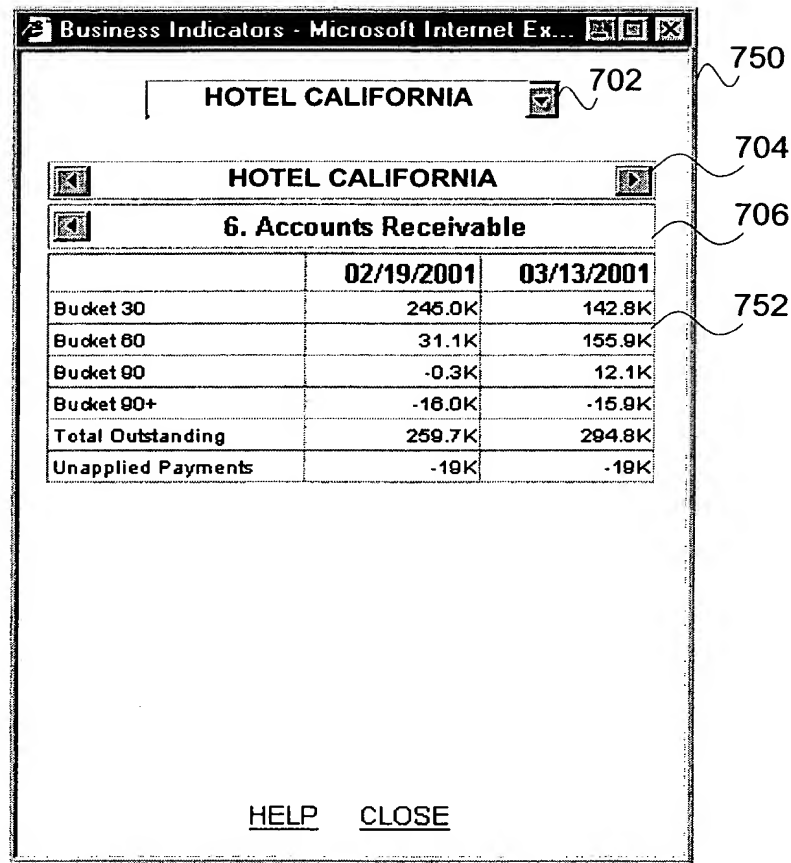 Business Indicators - Microsoft Internet Ex...
750
HOTEL CALIFORNIA
702
704
HOTEL CALIFORNIA
706
6. Accounts Receivable
02/19/2001 03/13/2001
752
Bucket 30 245.0K 142.8K
Bucket 60 31.1K 155.9K
Bucket 90 -0.3K 12.1K
Bucket 90+ -16.0K -15.9K
Total Outstanding 259.7K 294.8K
Unapplied Payments -19K -19K
HELP CLOSE